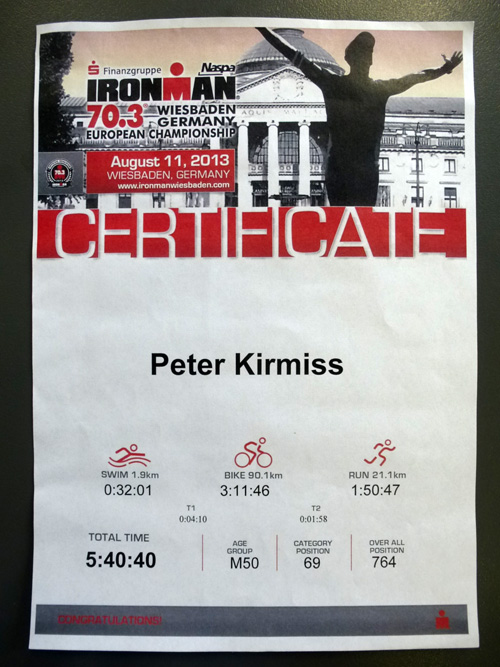 Finanzgruppe Naspa
IRONMAN
70.3 WIESBADEN
GERMANY
EUROPEAN CHAMPIONSHIP
70.3
August 11, 2013
WIESBADEN, GERMANY
www.ironmanwiesbaden.com
CERTIFICATE
Peter Kirmiss
SWIM 1.9km BIKE 90.1km RUN 21.1km
0:32:01 3:11:46 1:50:47
T1 T2
0:04:10 0:01:58
TOTAL TIME
5:40:40
AGE
GROUP
M50
CATEGORY
POSITION
69
OVER ALL
POSITION
764
CONGRATULATIONS!